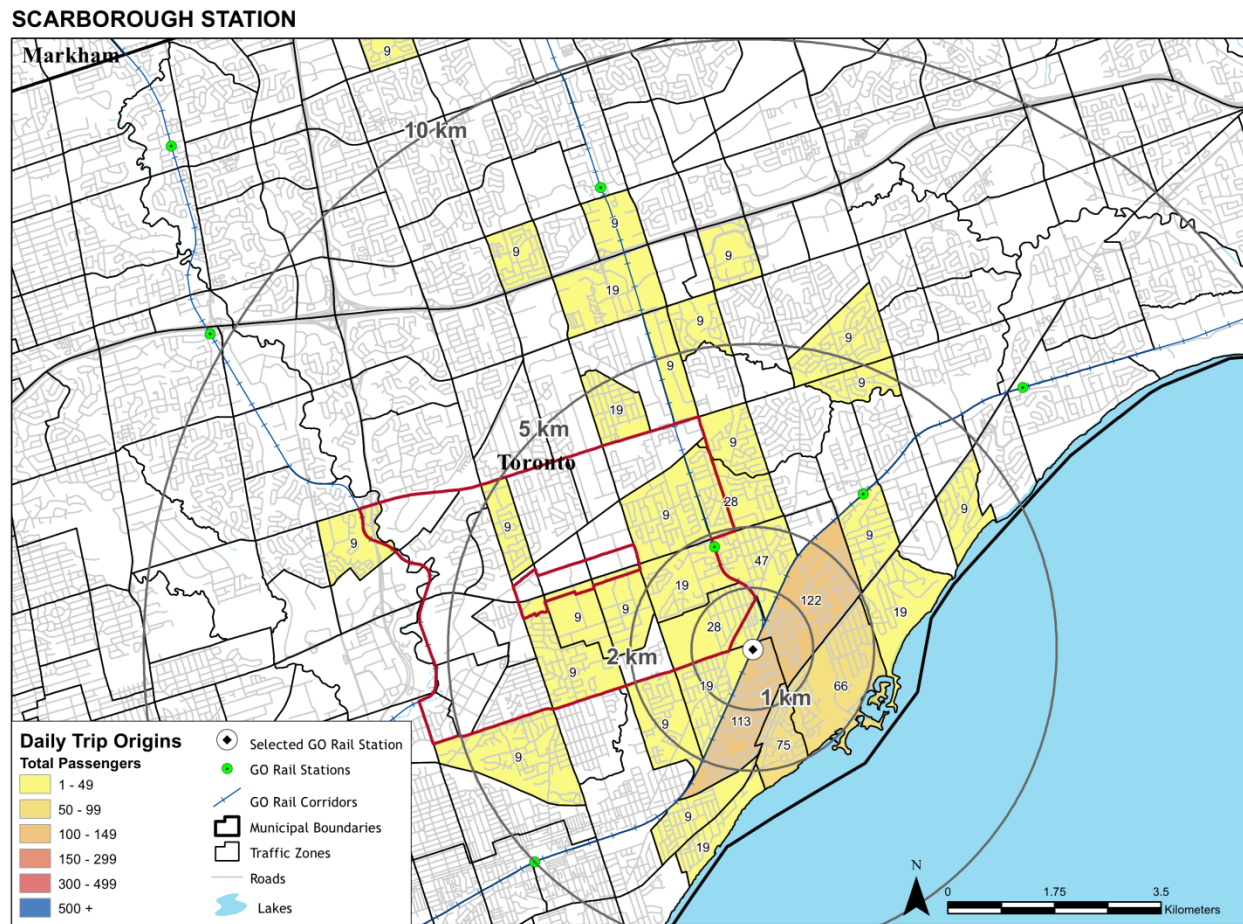 SCARBOROUGH STATION
Markham
9
10 km
9
9
9
19
9
9
9
9
19
5 km
9
Toronto
28
9
9
9
9
9
47
19
122
9
9
19
28
2 km
9
19
66
1 km
113
9
75
9
9
19
Daily Trip Origins
Total Passengers
1 - 49
50 - 99
100 - 149
150 - 299
300 - 499
500 +
Selected GO Rail Station
GO Rail Stations
GO Rail Corridors
Municipal Boundaries
Traffic Zones
Roads
Lakes
N
0
1.75
3.5
Kilometers